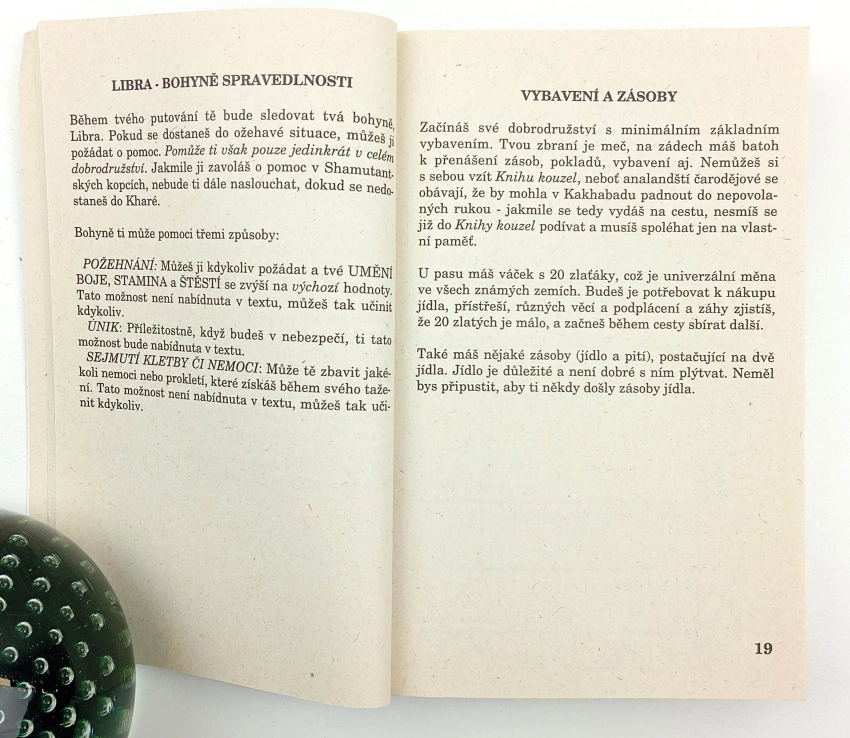 LIBRA - BOHYNĚ SPRAVEDLNOSTI
Během tvého putování tě bude sledovat tvá bohyně,
Libra. Pokud se dostaneš do ožehavé situace, můžeš ji
požádat o pomoc. Pomůže ti však pouze jedinkrát v celém
dobrodružství. Jakmile ji zavoláš o pomoc v Shamutant-
ských kopcích, nebude ti dále naslouchat, dokud se nedo-
staneš do Kharé.
Bohyně ti může pomoci třemi způsoby:
POŽEHNÁNÍ: Můžeš ji kdykoliv požádat a tvé UMĚNÍ
BOJE, STAMINA a ŠTĚSTÍ se zvýší na výchozí hodnoty.
Tato možnost není nabídnuta v textu, můžeš tak učinit
kdykoliv.
ÚNIK: Příležitostně, když budeš v nebezpečí, ti tato
možnost bude nabídnuta v textu.
SEJMUTÍ KLETBY ČI NEMOCI: Může tě zbavit jaké-
koli nemoci nebo prokletí, které získáš během svého taže-
ní. Tato možnost není nabídnuta v textu, můžeš tak uči-
nit kdykoliv.
VYBAVENÍ A ZÁSOBY
Začínáš své dobrodružství s minimálním základním
vybavením. Tvou zbraní je meč, na zádech máš batoh
k přenášení zásob, pokladů, vybavení aj. Nemůžeš si
s sebou vzít Knihu kouzel, neboť analandští čarodějové se
obávají, že by mohla v Kakhabadu padnout do nepovola-
ných rukou - jakmile se tedy vydáš na cestu, nesmíš se
již do Knihy kouzel podívat a musíš spoléhat jen na vlast-
ní paměť.
U pasu máš váček s 20 zlaťáky, což je univerzální měna
ve všech známých zemích. Budeš je potřebovat k nákupu
jídla, přístřeší, různých věcí a podplácení a záhy zjistíš,
že 20 zlatých je málo, a začneš během cesty sbírat další.
Také máš nějaké zásoby (jídlo a pití), postačující na dvě
jídla. Jídlo je důležité a není dobré s ním plýtvat. Neměl
bys připustit, aby ti někdy došly zásoby jídla.
19